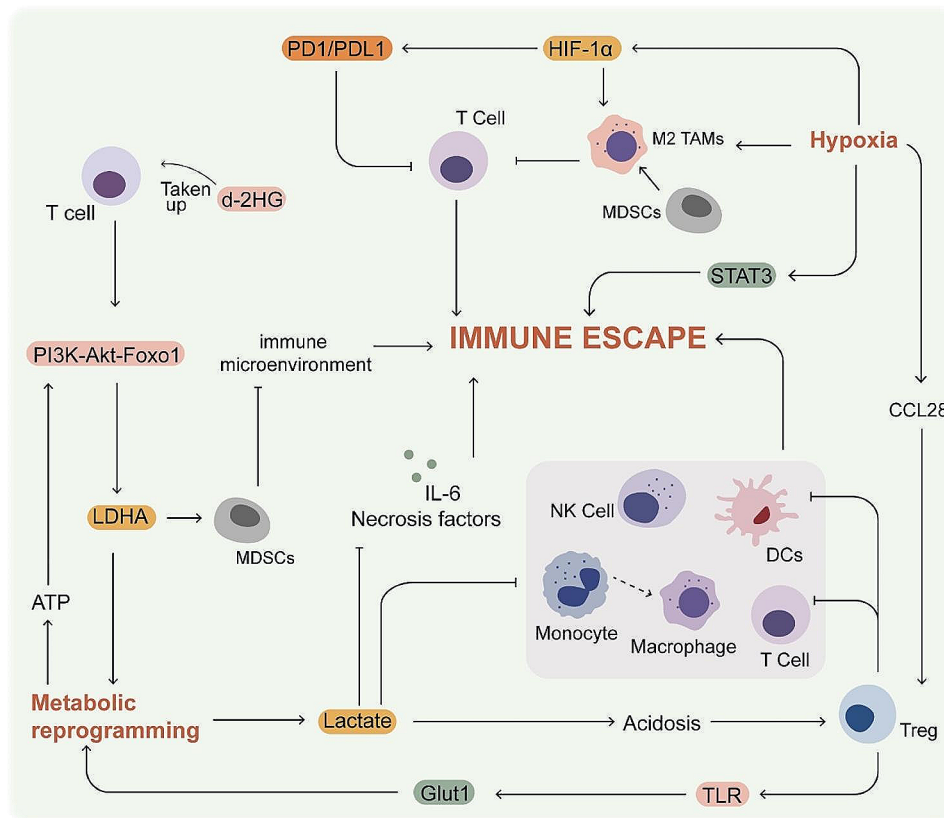 PD1/PDL1
HIF-1α
T Cell
M2 TAMs
Hypoxia
T cell
Taken
up
d-2HG
MDSCs
STAT3
PI3K-Akt-Foxo1
immune
microenvironment
IMMUNE ESCAPE
CCL28
LDHA
MDSCs
IL-6
Necrosis factors
NK Cell
DCs
ATP
Monocyte
Macrophage
T Cell
Metabolic
reprogramming
Lactate
Acidosis
Treg
Glut1
TLR